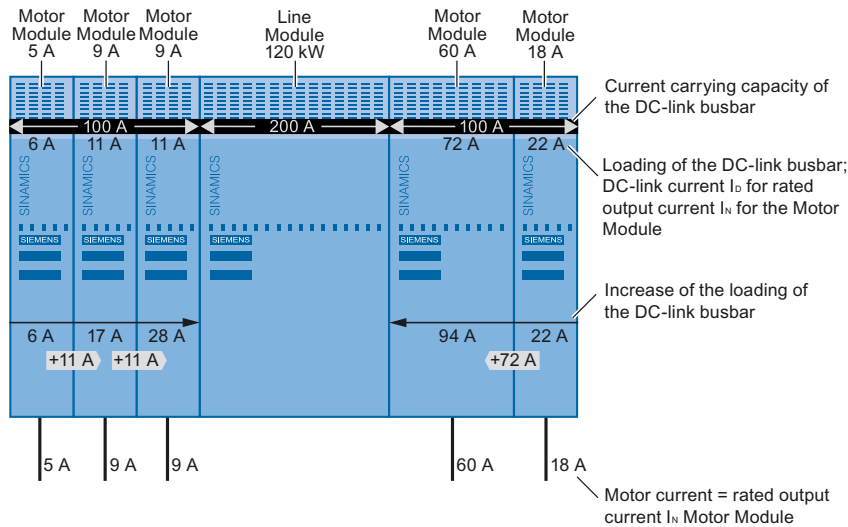 Motor Module 5 A
Motor Module 9 A
Motor Module 9 A
Line Module 120 kW
Motor Module 60 A
Motor Module 18 A
Current carrying capacity of
the DC-link busbar
100 A
200 A
100 A
6 A
11 A
11 A
72 A
22 A
Loading of the DC-link busbar;
DC-link current ID for rated
output current IN for the Motor
Module
SINAMICS
SINAMICS
SINAMICS
SINAMICS
SINAMICS
SINAMICS
SIEMENS
SIEMENS
SIEMENS
SIEMENS
SIEMENS
SIEMENS
Increase of the loading of
the DC-link busbar
6 A
17 A
28 A
94 A
22 A
+11 A
+11 A
+72 A
5 A
9 A
9 A
60 A
18 A
Motor current = rated output
current IN Motor Module